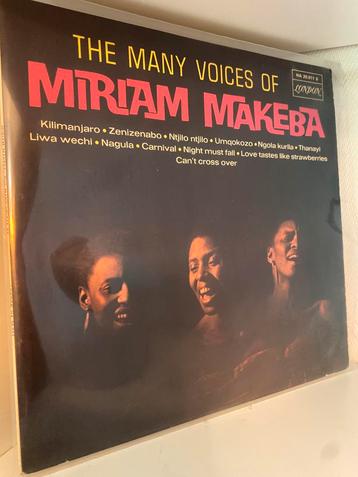 THE MANY VOICES OF
MIRIAM MAKEBA
LONDON
Kilimanjaro • Zenizenabo • Ntjilo ntjilo • Umqokozo • Ngola kurila • Thanayi
Liwa wechi • Nagula • Carnival • Night must fall • Love tastes like strawberries
Can't cross over